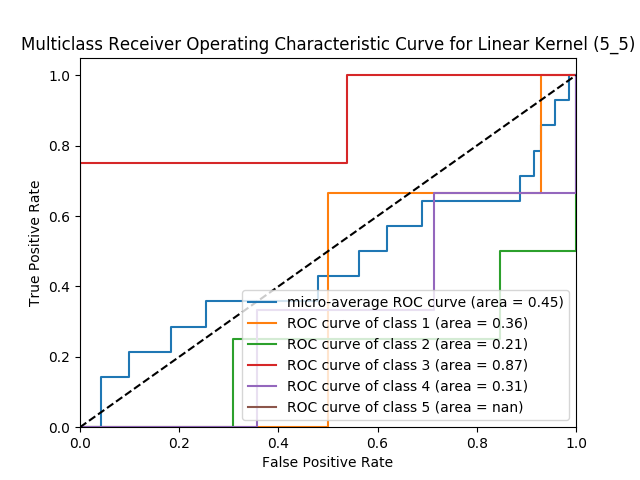 Multiclass Receiver Operating Characteristic Curve for Linear Kernel (5_5)
1.0
0.8
0.6
0.4
0.2
0.0
True Positive Rate
micro-average ROC curve (area = 0.45)
ROC curve of class 1 (area = 0.36)
ROC curve of class 2 (area = 0.21)
ROC curve of class 3 (area = 0.87)
ROC curve of class 4 (area = 0.31)
ROC curve of class 5 (area = nan)
0.0 0.2 0.4 0.6 0.8 1.0
False Positive Rate